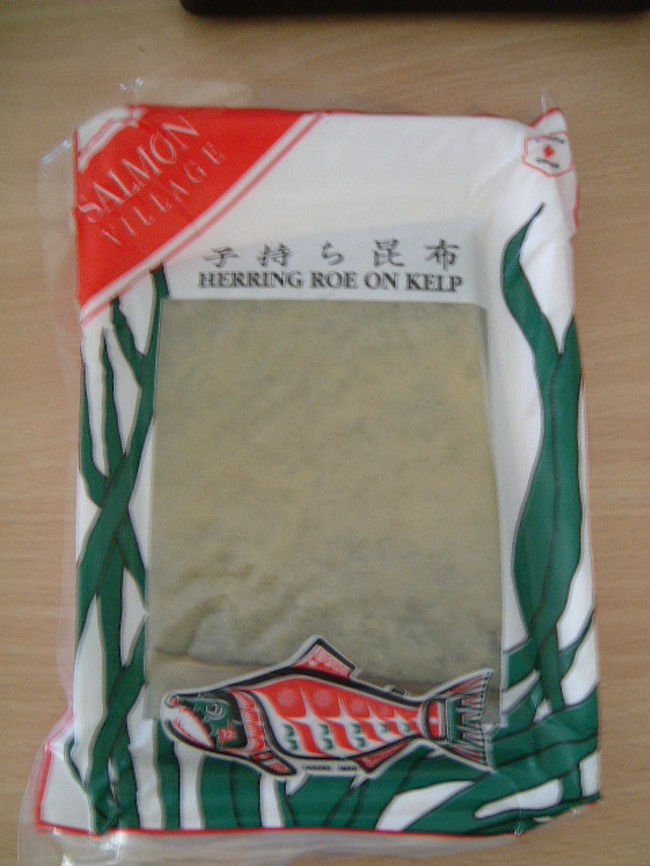 SALMON
VILLAGE
子持ち昆布
HERRING ROE ON KELP